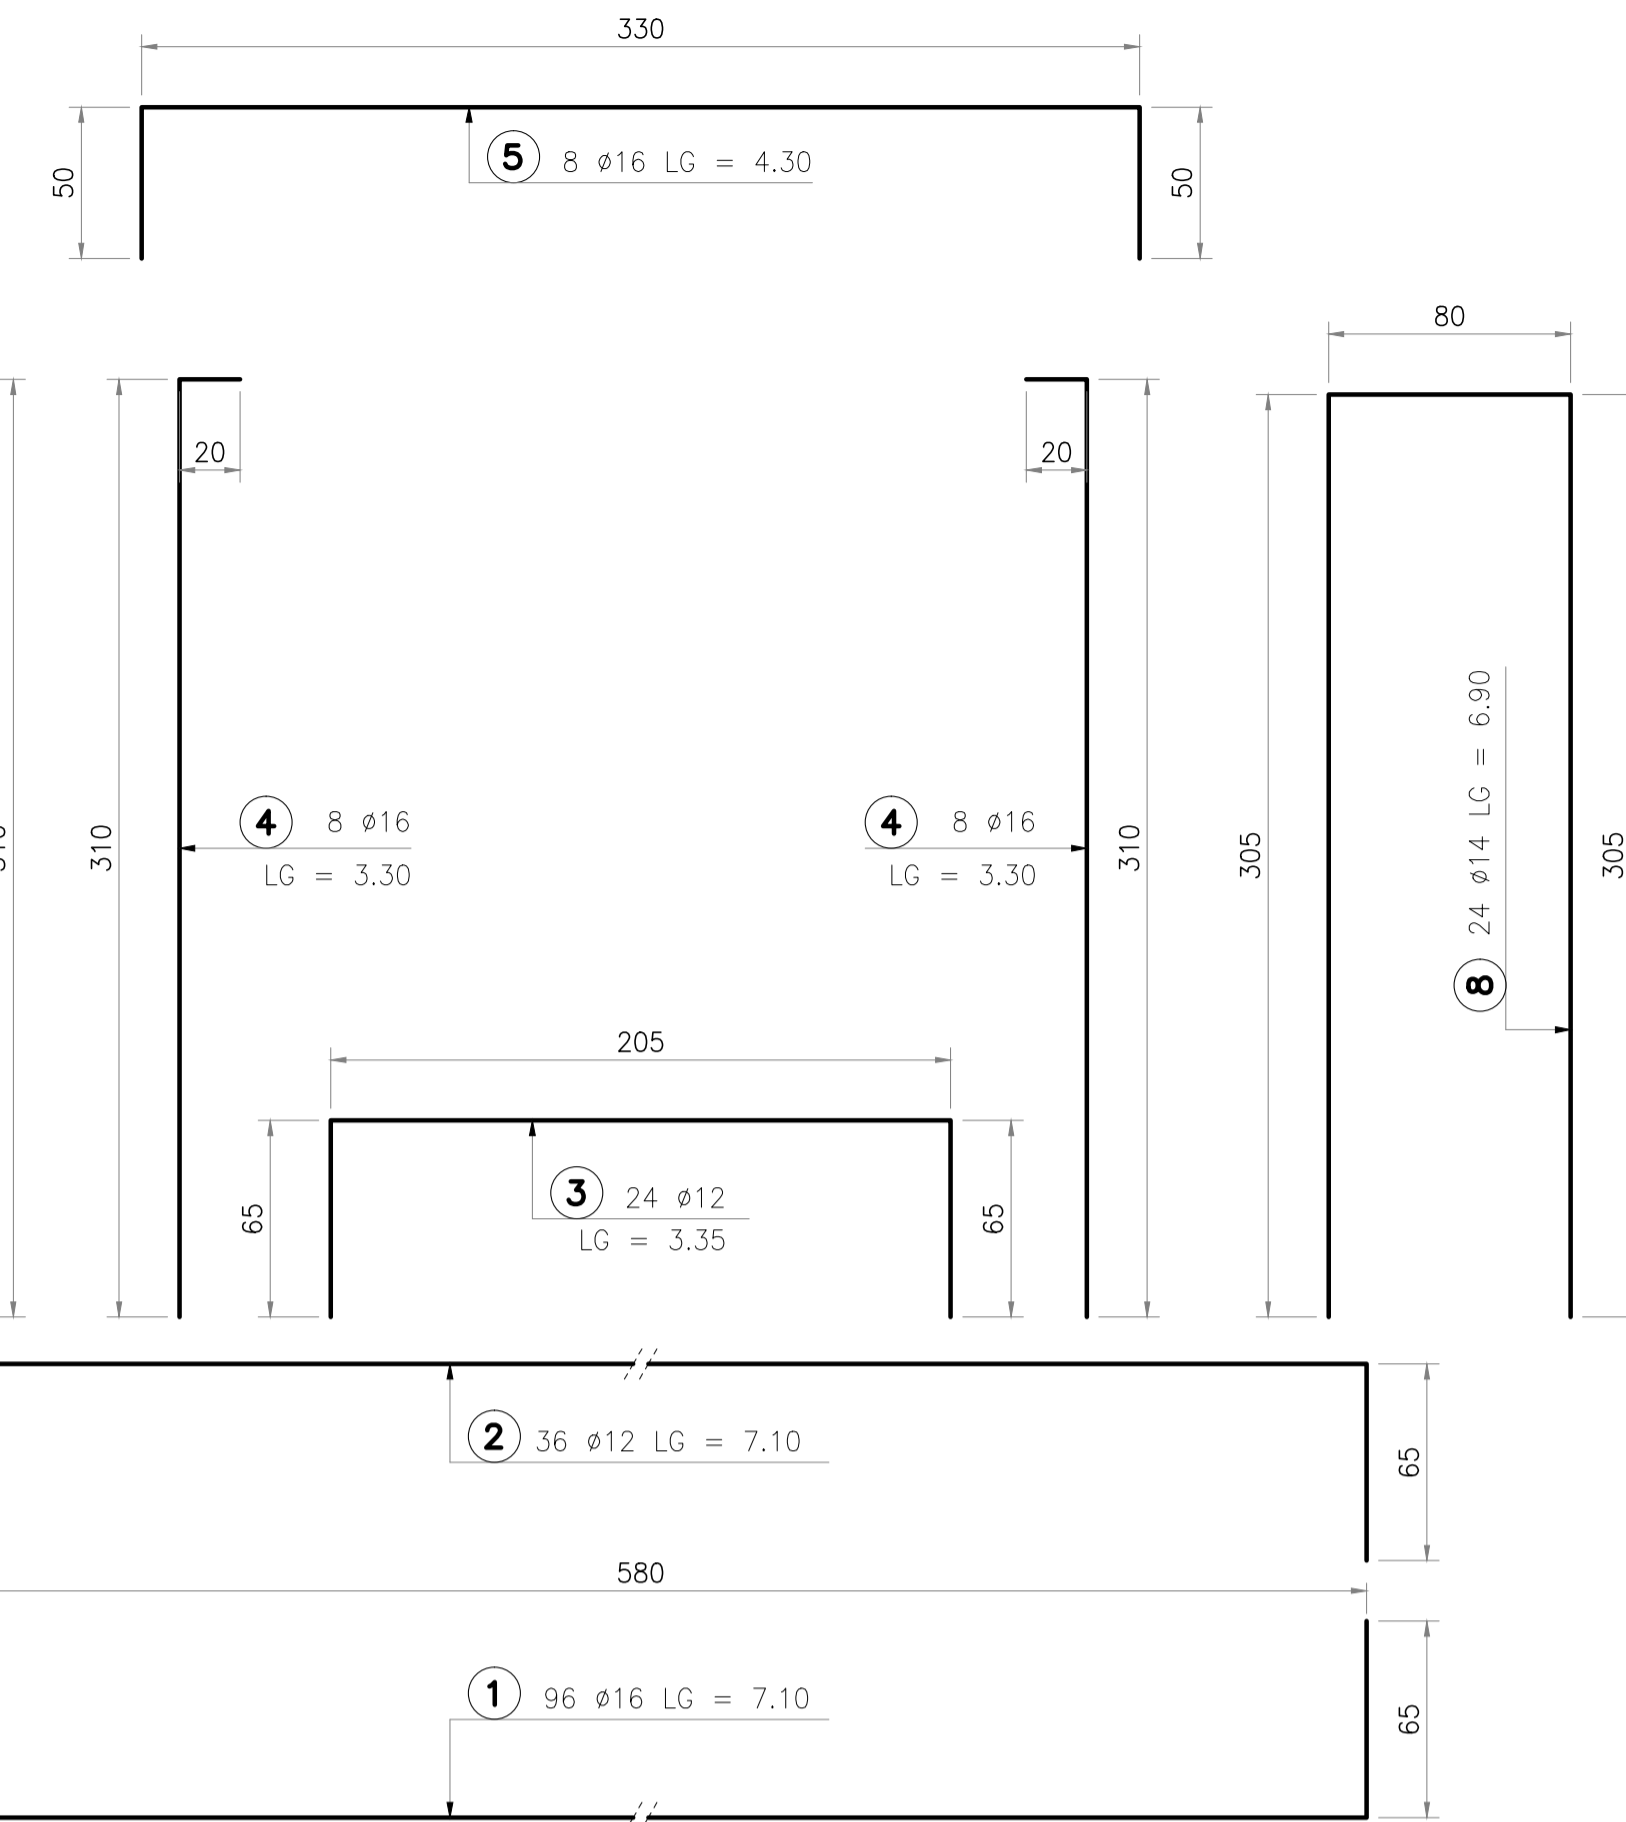 330
50
5 8 ø16 LG = 4.30
50
80
20
20
310
4 8 ø16
LG = 3.30
4 8 ø16
LG = 3.30
310
305
8 24 ø14 LG = 6.90
305
205
65
3 24 ø12
LG = 3.35
65
2 36 ø12 LG = 7.10
65
580
1 96 ø16 LG = 7.10
65